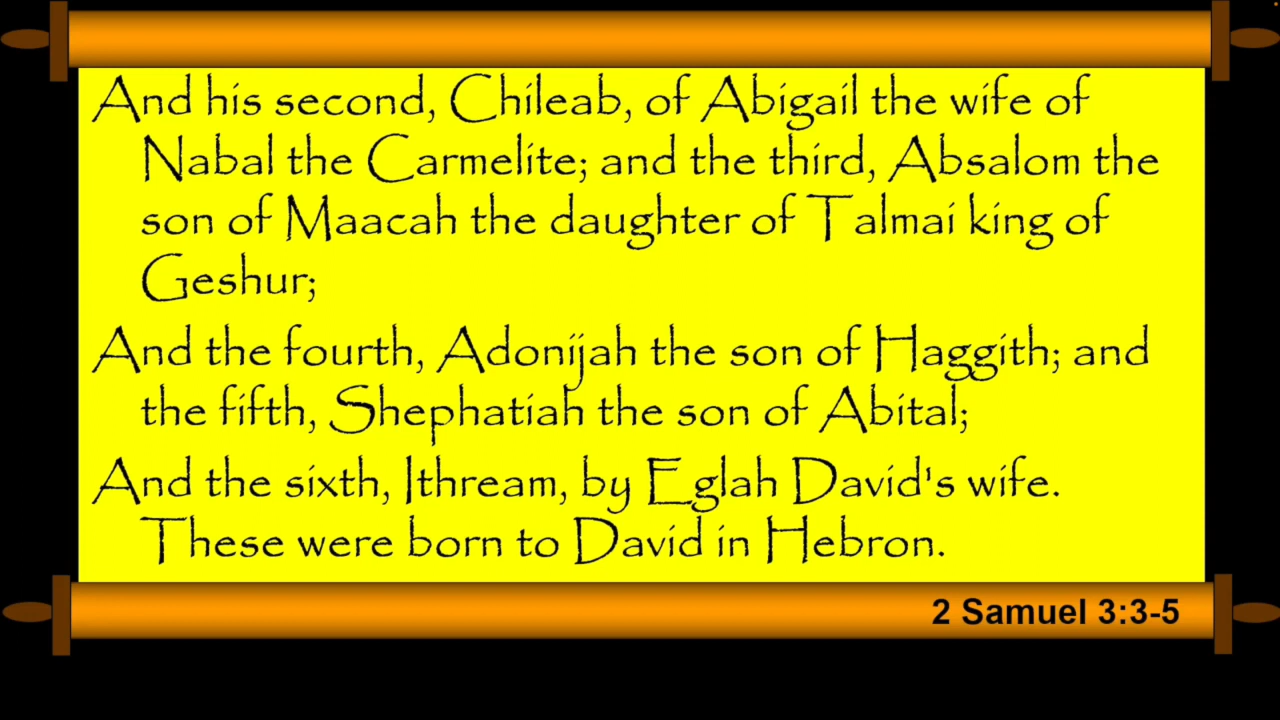 And his second, Chileab, of Abigail the wife of
Nabal the Carmelite; and the third, Absalom the
son of Maacah the daughter of Talmai king of
Geshur;
And the fourth, Adonijah the son of Haggith; and
the fifth, Shephatiah the son of Abital;
And the sixth, Ithream, by Eglah David's wife.
These were born to David in Hebron.
2 Samuel 3:3-5